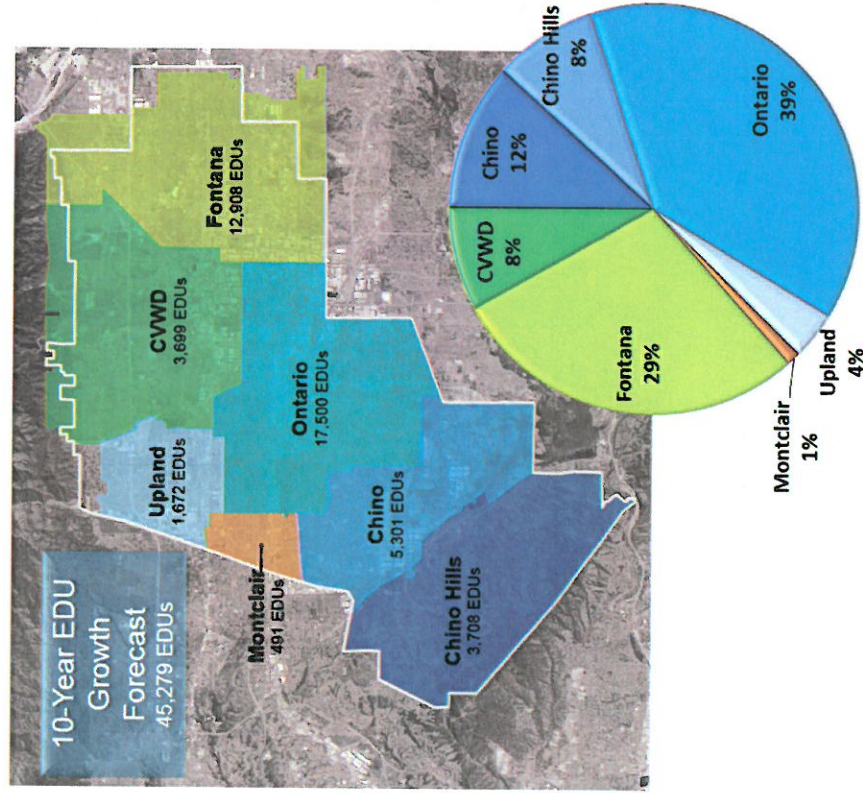 10-Year EDU
Growth
Forecast
45,279 EDUs
Upland
1,672 EDUs
CVWD
3,699 EDUs
Fontana
12,908 EDUs
Montclair
491 EDUs
Ontario
17,500 EDUs
Chino
5,301 EDUs
Chino Hills
3,708 EDUs
CVWD
8%
Chino
12%
Chino Hills
8%
Ontario
39%
Upland
4%
Montclair
1%
Fontana
29%